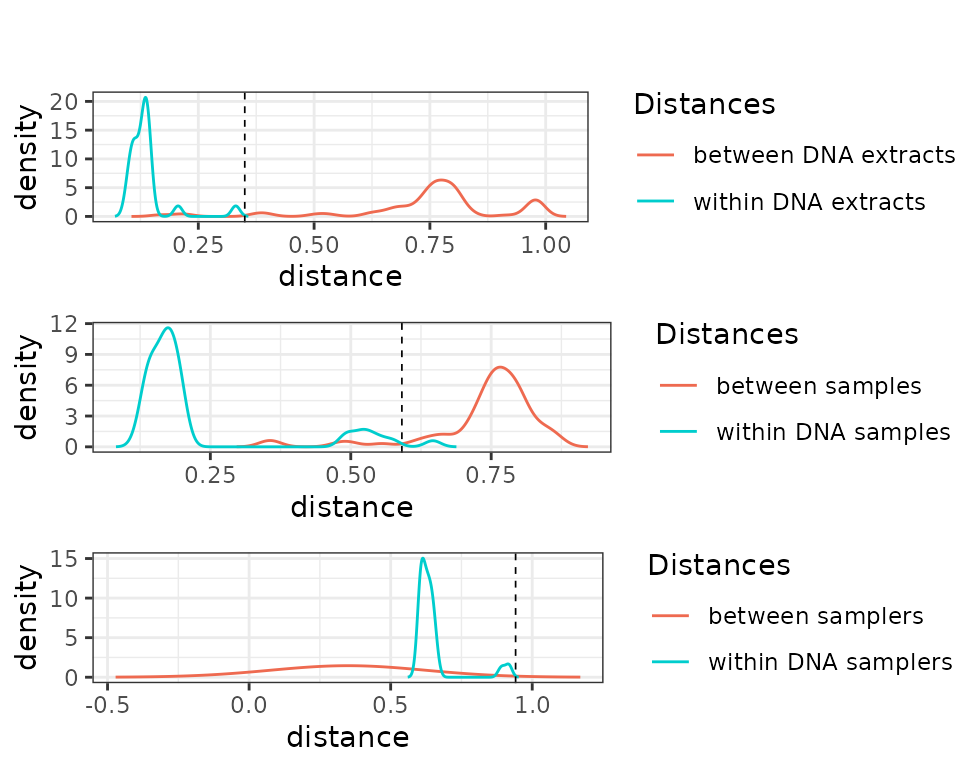 density
20
15
10
5
0
0.25 0.50 0.75 1.00
distance
Distances
between DNA extracts
within DNA extracts
density
12
9
6
3
0
0.25 0.50 0.75
distance
Distances
between samples
within DNA samples
density
15
10
5
0
-0.5 0.0 0.5 1.0
distance
Distances
between samplers
within DNA samplers